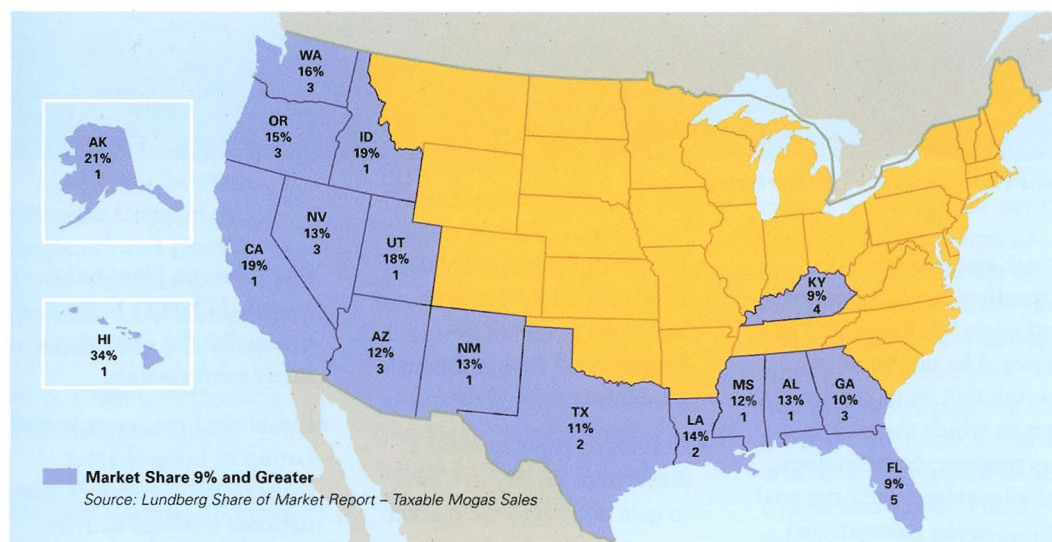 WA
16%
3
OR
15%
3
ID
19%
1
AK
21%
1
NV
13%
3
CA
19%
1
UT
18%
1
HI
34%
1
AZ
12%
3
NM
13%
1
KY
9%
4
TX
11%
2
LA
14%
2
MS
12%
1
AL
13%
1
GA
10%
3
FL
9%
5
Market Share 9% and Greater
Source: Lundberg Share of Market Report – Taxable Mogas Sales